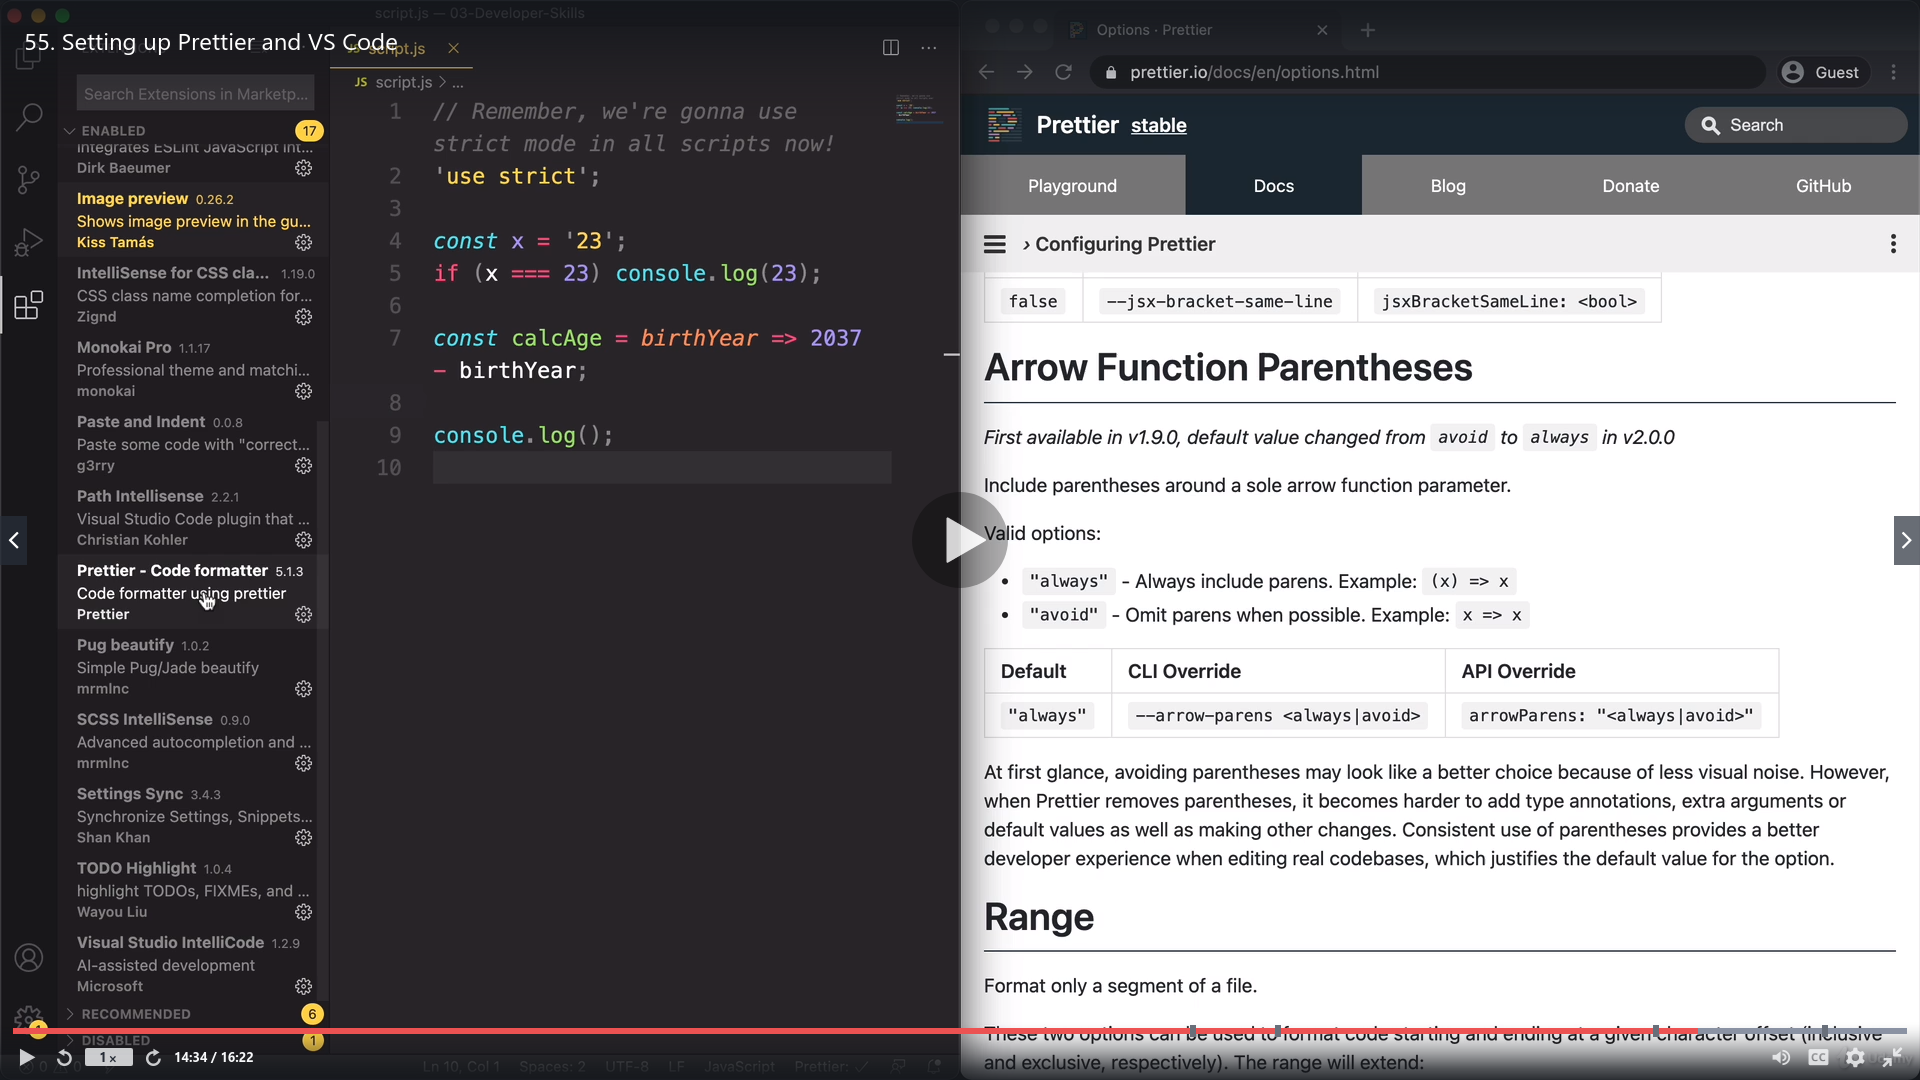 script.js — 03-Developer-Skills
55. Setting up Prettier and VS Code
JS script.js
Search Extensions in Marketp...
ENABLED 17
integrates ESLint JavaScript int...
Dirk Baeumer
Image preview 0.26.2
Shows image preview in the gu...
Kiss Tamás
IntelliSense for CSS cla... 1.19.0
CSS class name completion for...
Zignd
Monokai Pro 1.1.17
Professional theme and matchi...
monokai
Paste and Indent 0.0.8
Paste some code with "correct...
g3rry
Path Intellisense 2.2.1
Visual Studio Code plugin that ...
Christian Kohler
Prettier - Code formatter 5.1.3
Code formatter using prettier
Prettier
Pug beautify 1.0.2
Simple Pug/Jade beautify
mrmlnc
SCSS IntelliSense 0.9.0
Advanced autocompletion and ...
mrmlnc
Settings Sync 3.4.3
Synchronize Settings, Snippets...
Shan Khan
TODO Highlight 1.0.4
highlight TODOs, FIXMEs, and ...
Wayou Liu
Visual Studio IntelliCode 1.2.9
AI-assisted development
Microsoft
RECOMMENDED 6
DISABLED 1
1
JS script.js > ...
1 // Remember, we're gonna use
strict mode in all scripts now!
2 'use strict';
3
4 const x = '23';
5 if (x === 23) console.log(23);
6
7 const calcAge = birthYear => 2037
- birthYear;
8
9 console.log();
10
Ln 10, Col 1 Spaces: 2 UTF-8 LF JavaScript Prettier: ✓
1x 14:34 / 16:22
Options · Prettier
prettier.io/docs/en/options.html
Guest
Prettier stable
Search
Playground Docs Blog Donate GitHub
› Configuring Prettier
false --jsx-bracket-same-line jsxBracketSameLine: <bool>
Arrow Function Parentheses
First available in v1.9.0, default value changed from avoid to always in v2.0.0
Include parentheses around a sole arrow function parameter.
Valid options:
• "always" - Always include parens. Example: (x) => x
• "avoid" - Omit parens when possible. Example: x => x
Default CLI Override API Override
"always" --arrow-parens <always|avoid> arrowParens: "<always|avoid>"
At first glance, avoiding parentheses may look like a better choice because of less visual noise. However,
when Prettier removes parentheses, it becomes harder to add type annotations, extra arguments or
default values as well as making other changes. Consistent use of parentheses provides a better
developer experience when editing real codebases, which justifies the default value for the option.
Range
Format only a segment of a file.
These two options can be used to format code starting and ending at a given character offset (inclusive
and exclusive, respectively). The range will extend:
CC